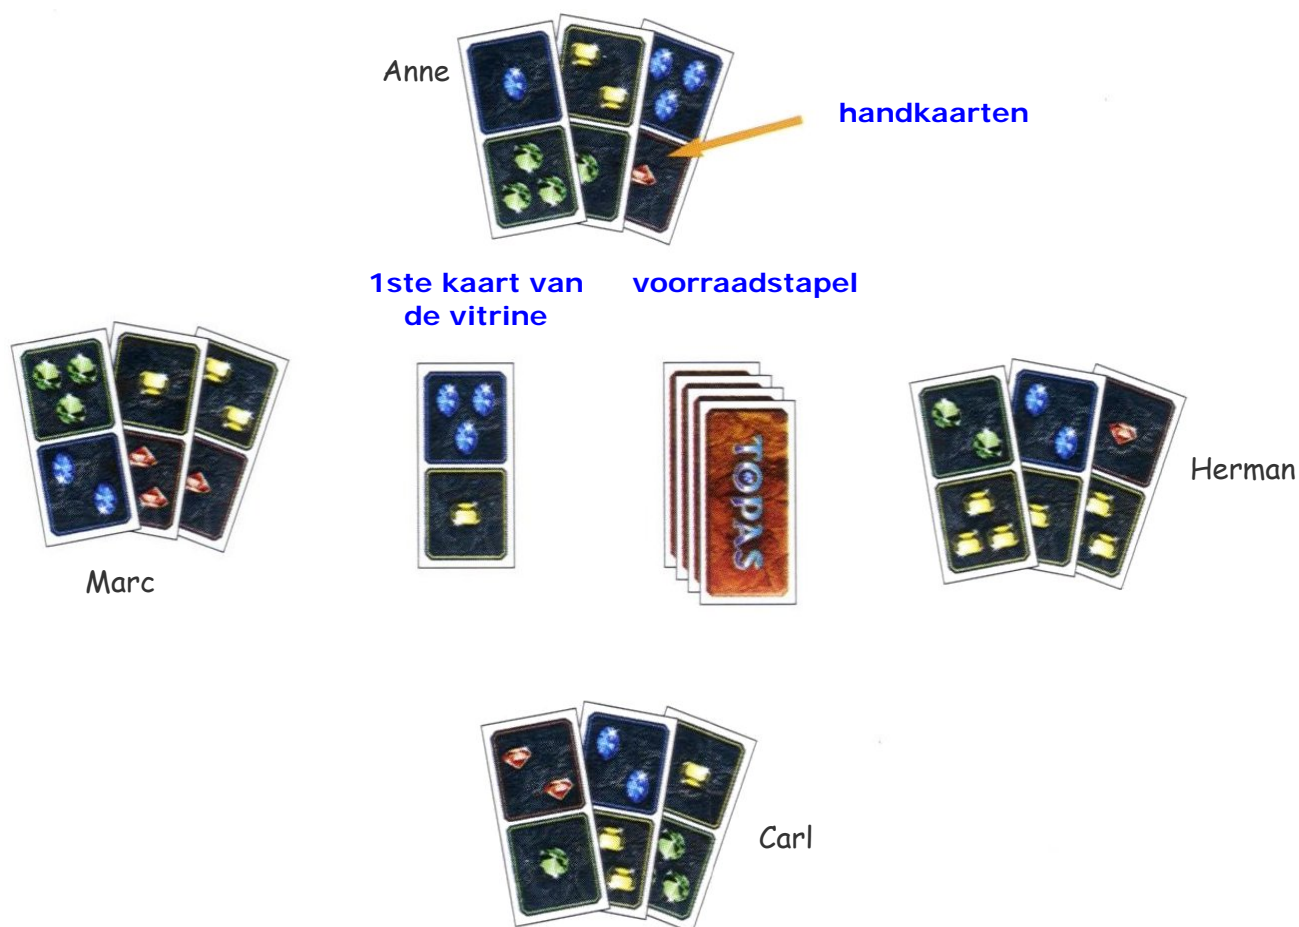 Anne
handkaarten
1ste kaart van
de vitrine
voorraadstapel
Marc
TOPAS
Herman
Carl